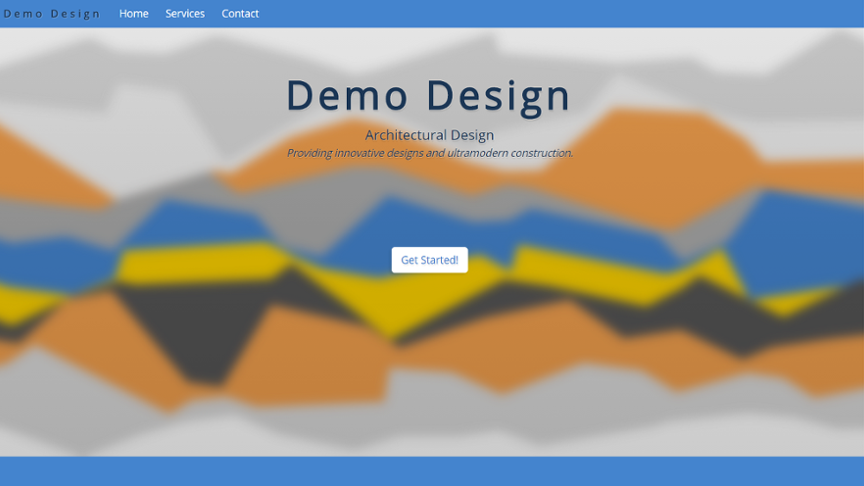 Demo Design Home Services Contact
Demo Design
Architectural Design
Providing innovative designs and ultramodern construction.
Get Started!